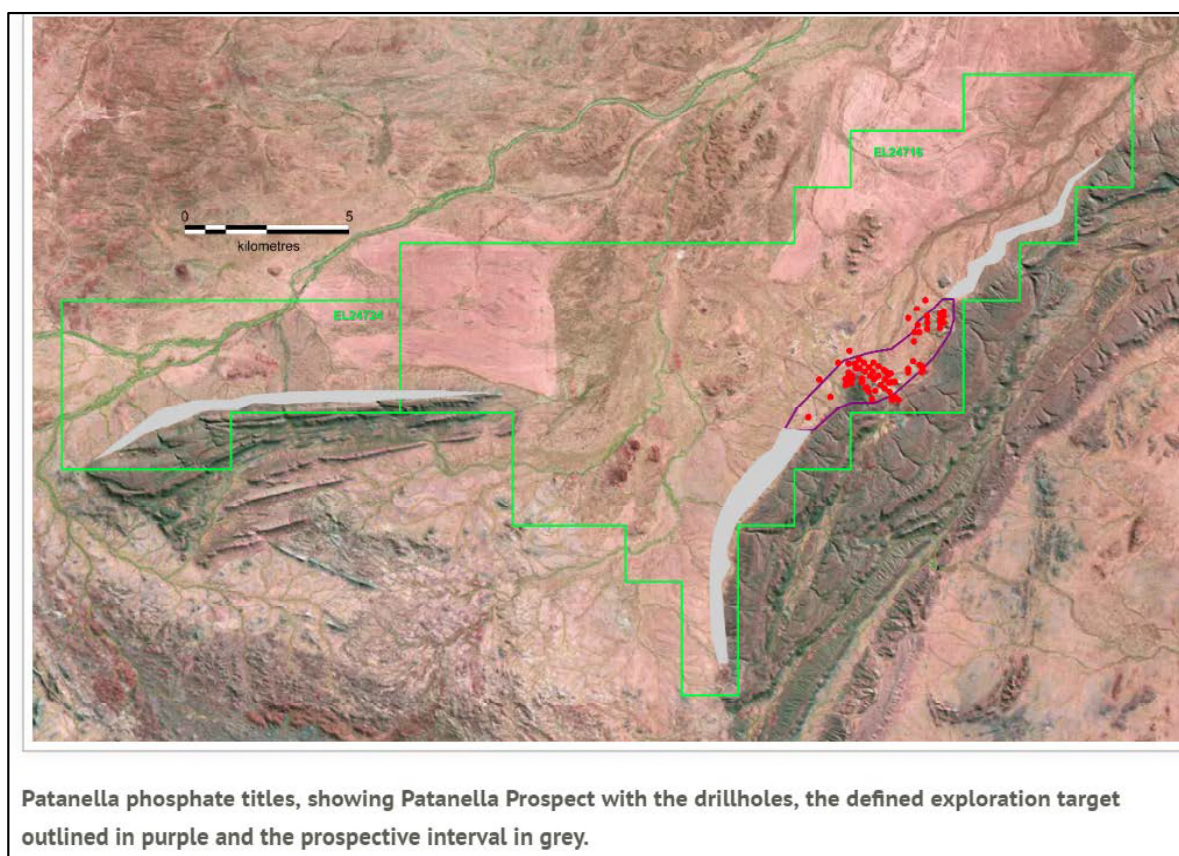 EL24716
0 5
kilometres
EL24724
Patanella phosphate titles, showing Patanella Prospect with the drillholes, the defined exploration target
outlined in purple and the prospective interval in grey.